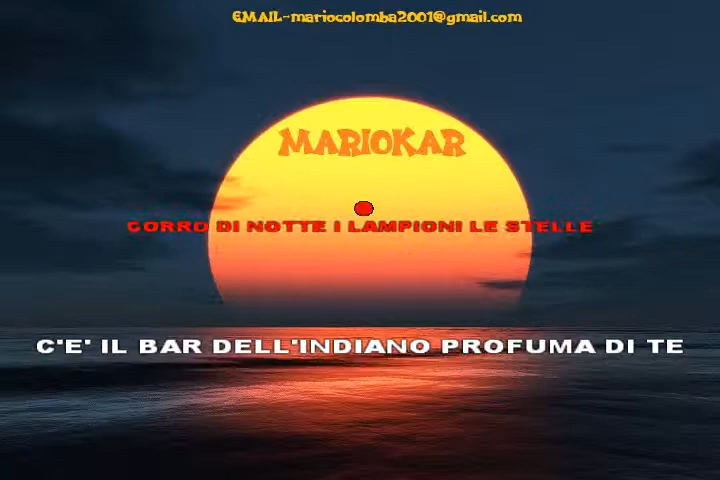 EMAIL-mariocolomba2001@gmail.com
MARIOKAR
CORRO DI NOTTE I LAMPIONI LE STELLE
C'E' IL BAR DELL'INDIANO PROFUMA DI TE